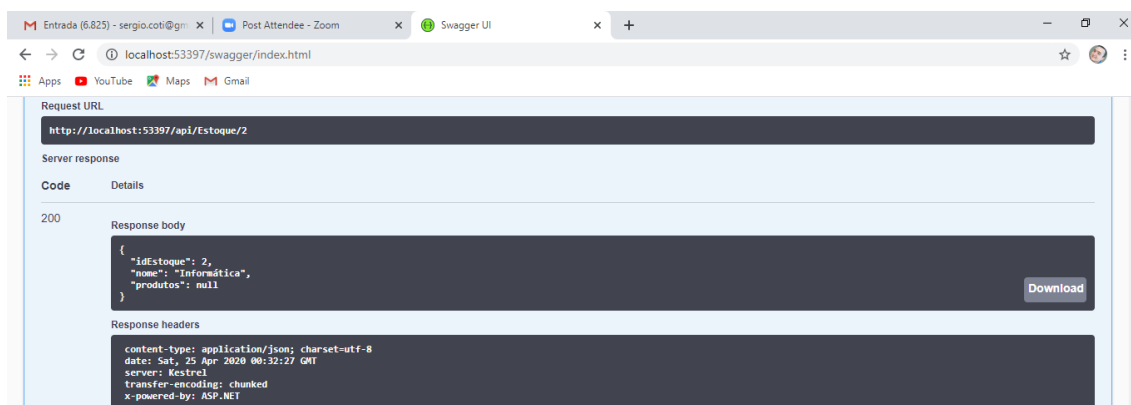 Entrada (6.825) - sergio.coti@gm
Post Attendee - Zoom
Swagger UI
localhost:53397/swagger/index.html
Apps
YouTube
Maps
Gmail
Request URL
http://localhost:53397/api/Estoque/2
Server response
Code Details
200
Response body
{
"idEstoque": 2,
"nome": "Informática",
"produtos": null
}
Download
Response headers
content-type: application/json; charset=utf-8
date: Sat, 25 Apr 2020 00:32:27 GMT
server: Kestrel
transfer-encoding: chunked
x-powered-by: ASP.NET